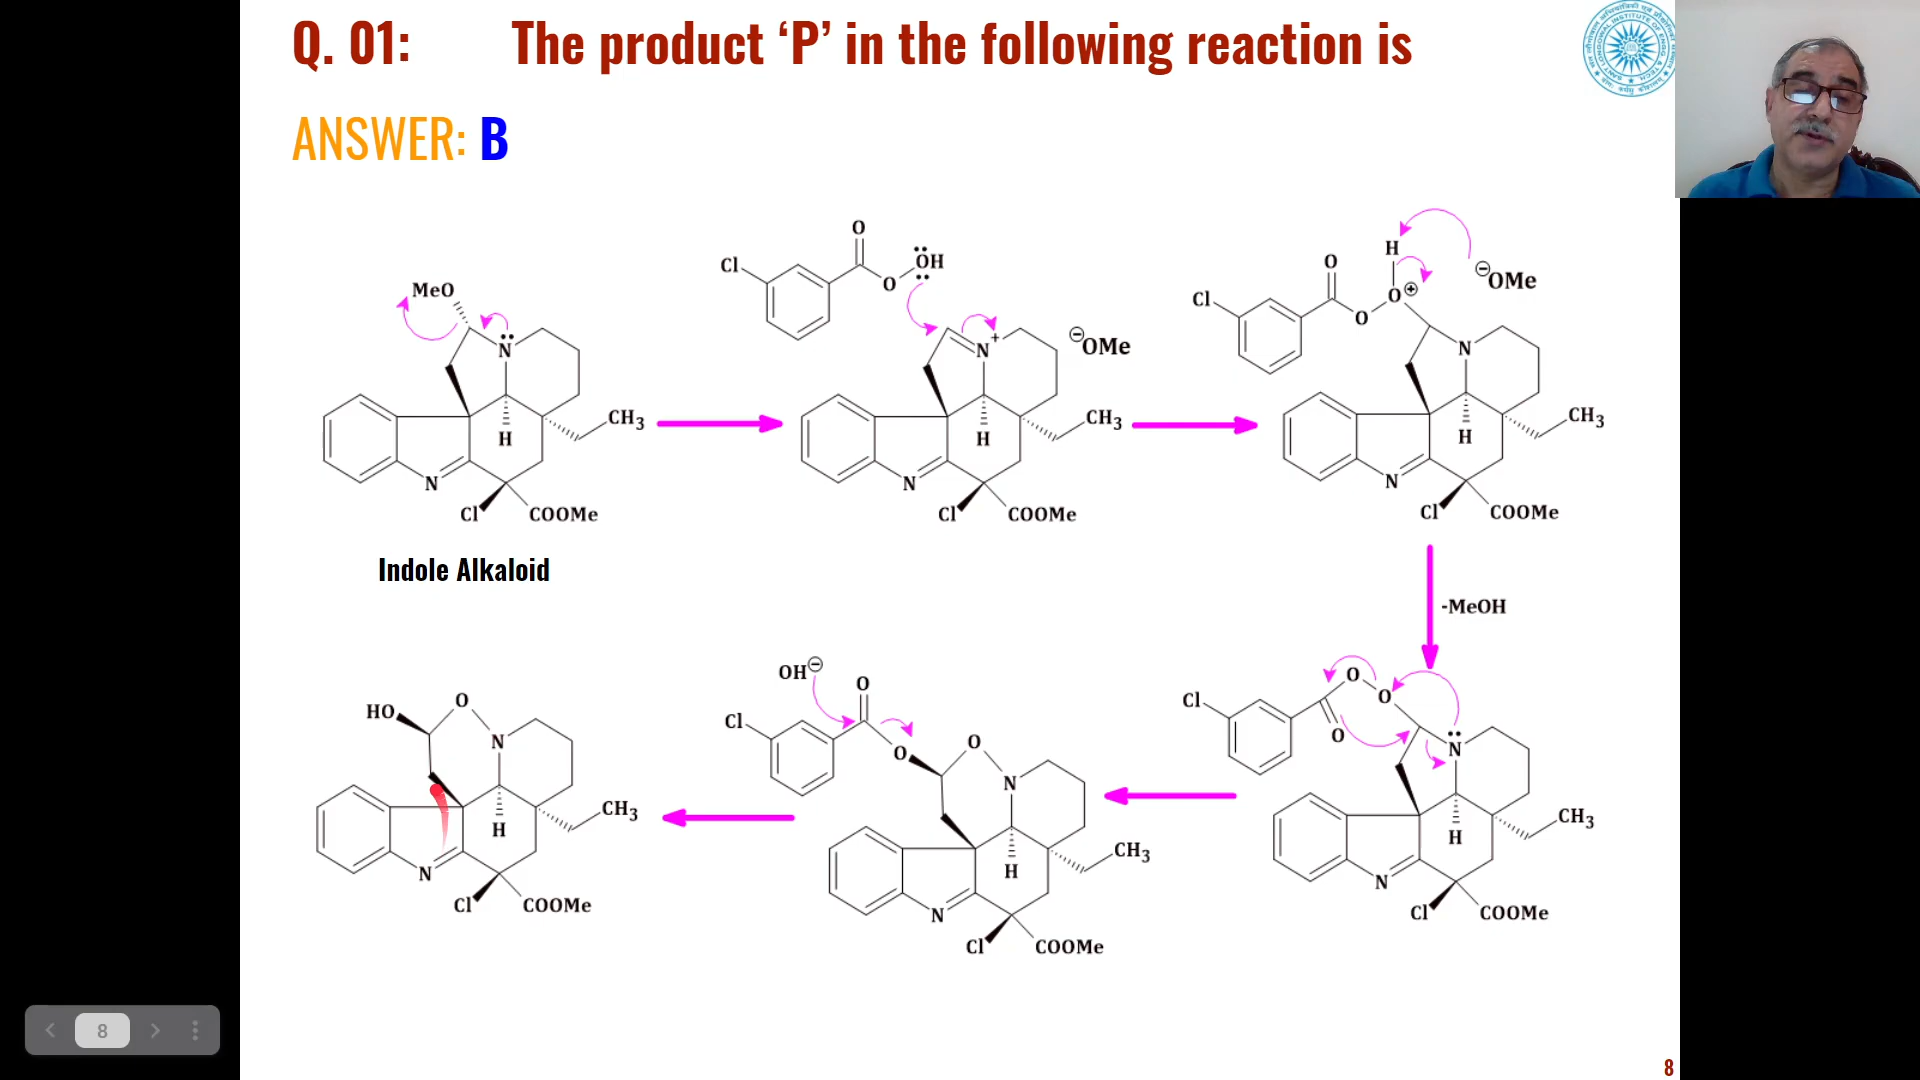 Q. 01: The product ‘P’ in the following reaction is
ANSWER: B
MeO
N
H
CH3
N
Cl
COOMe
Indole Alkaloid
O
Cl
O
OH
N+
⊖OMe
H
CH3
N
Cl
COOMe
H
O
⊖OMe
Cl
O⊕
O
N
H
CH3
N
Cl
COOMe
-MeOH
O
O
Cl
O
N
H
CH3
N
Cl
COOMe
OH⊖
O
Cl
O
O
N
H
CH3
N
Cl
COOMe
HO
O
N
H
CH3
N
Cl
COOMe
8
8